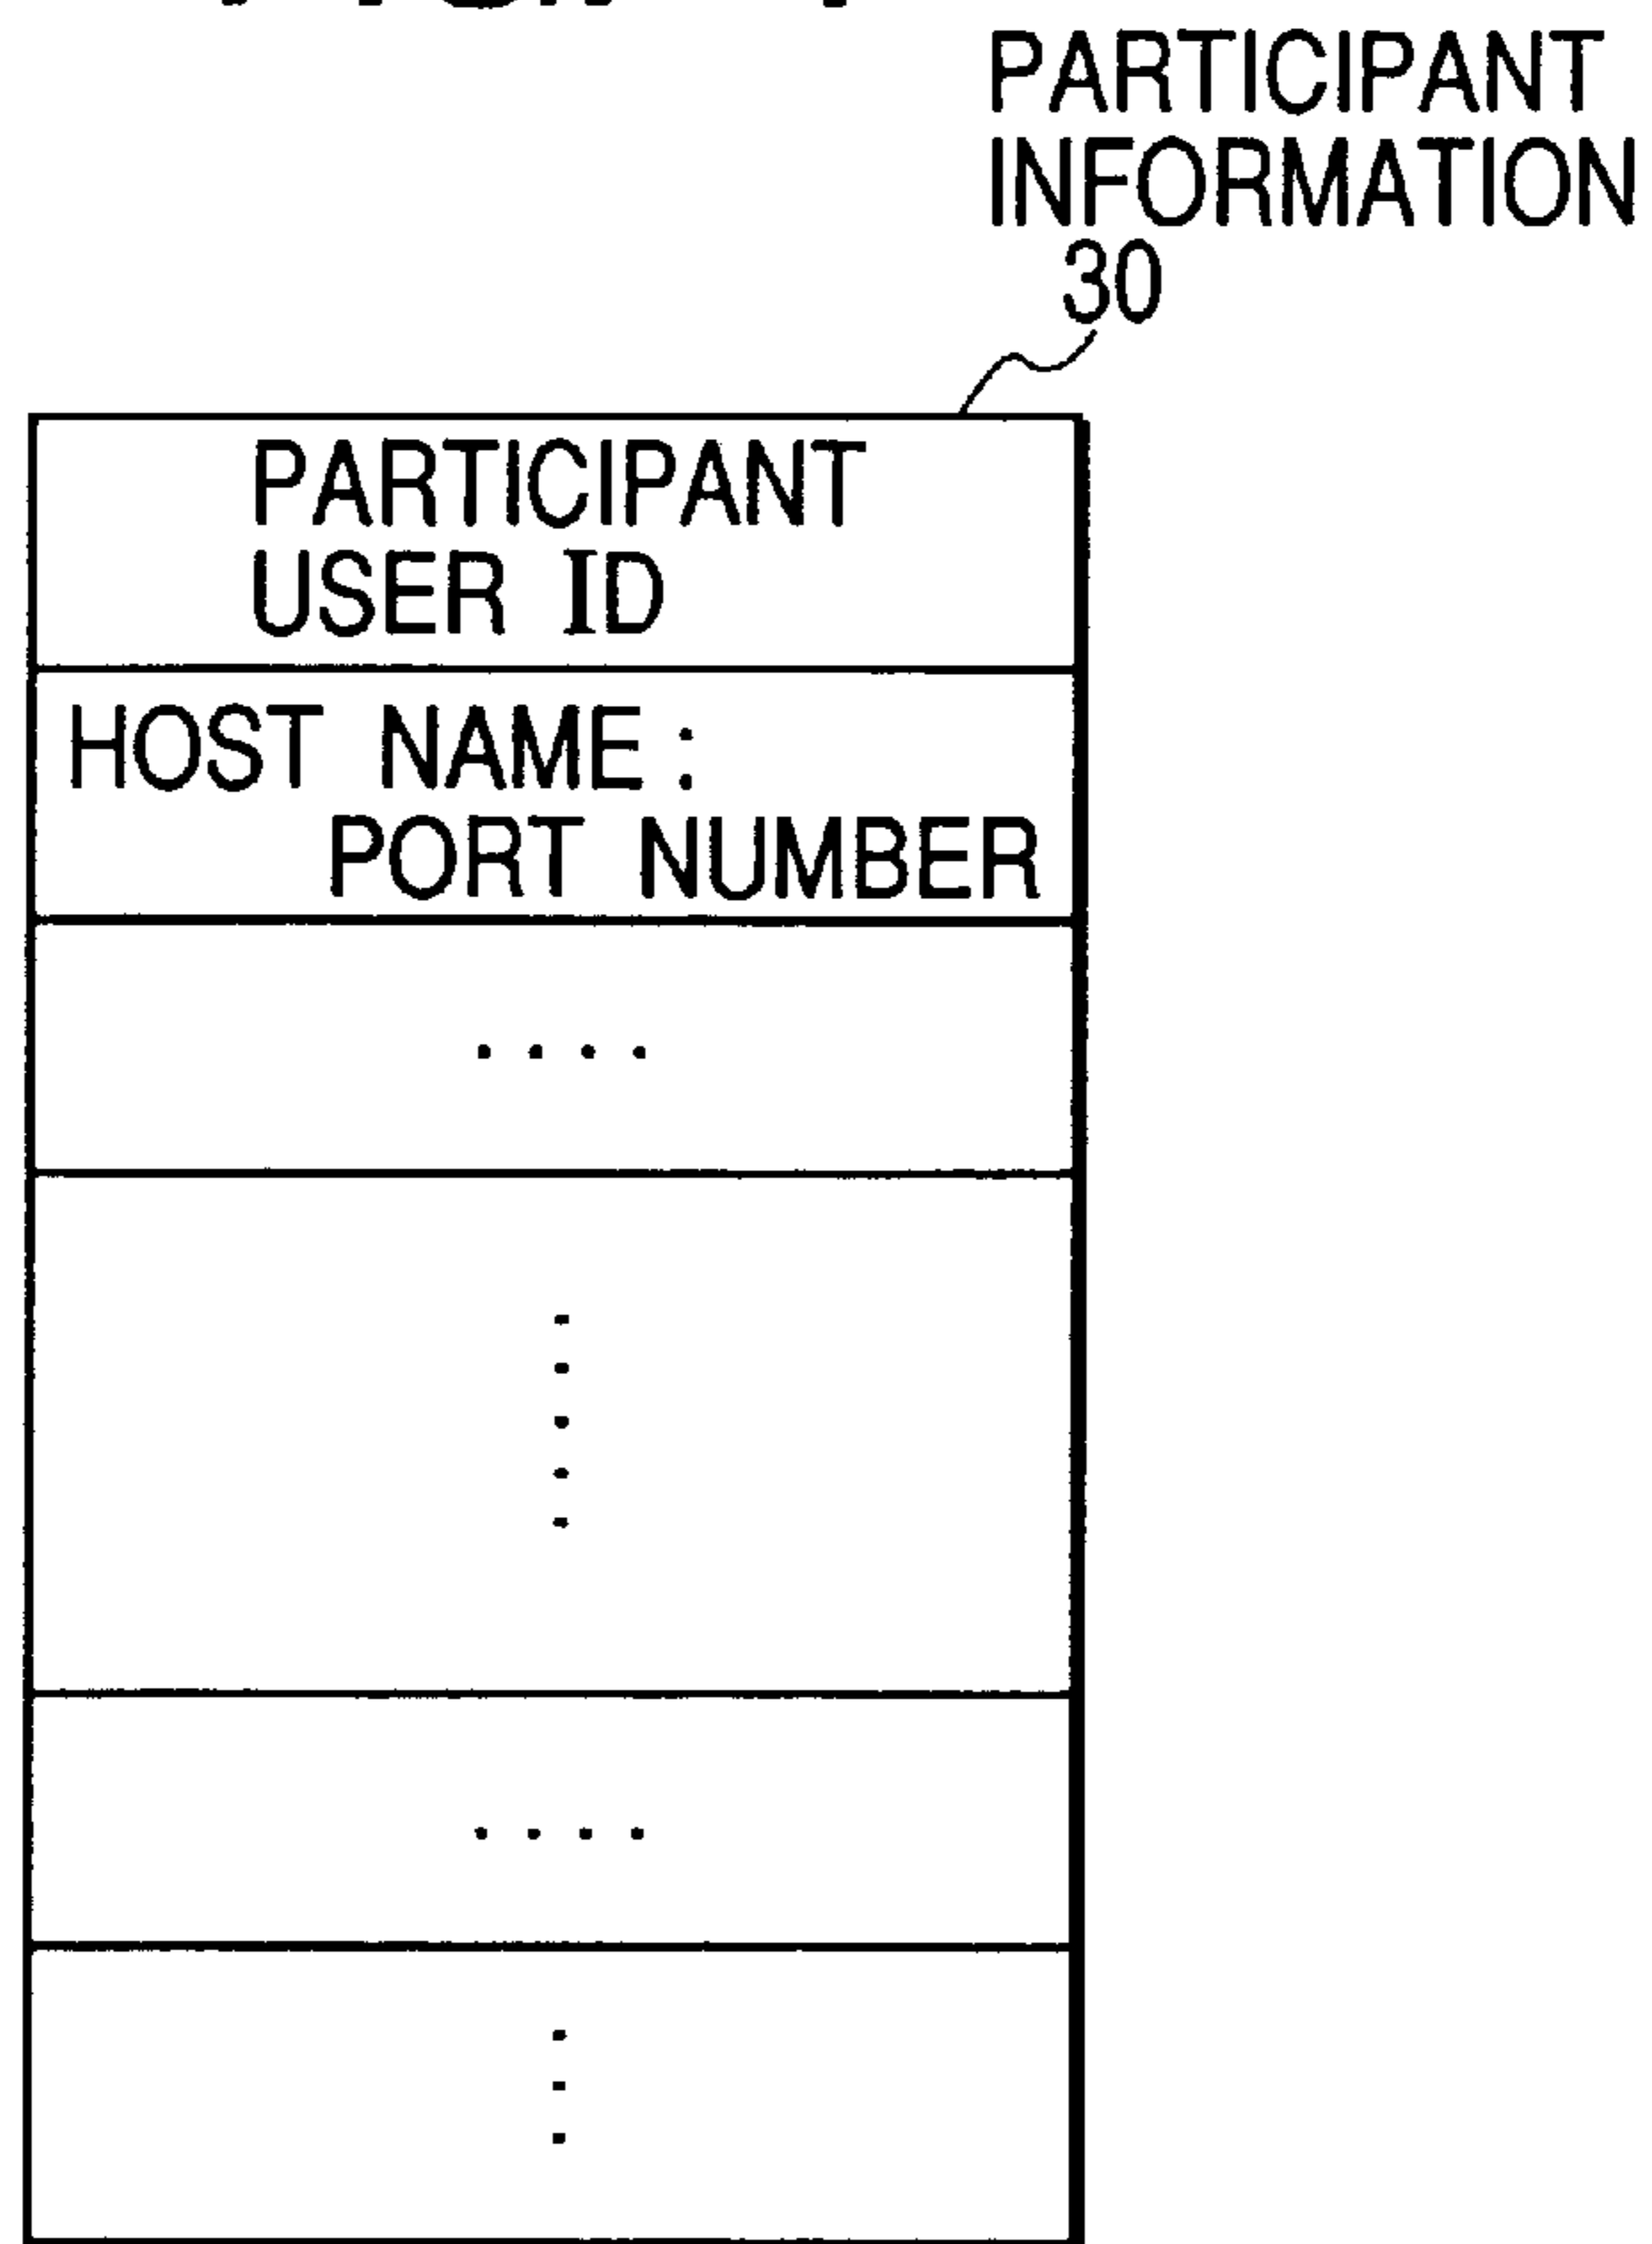 PARTICIPANT
INFORMATION
30
PARTICIPANT
USER ID
HOST NAME:
PORT NUMBER
....
.
.
.
.
.
....
.
.
.